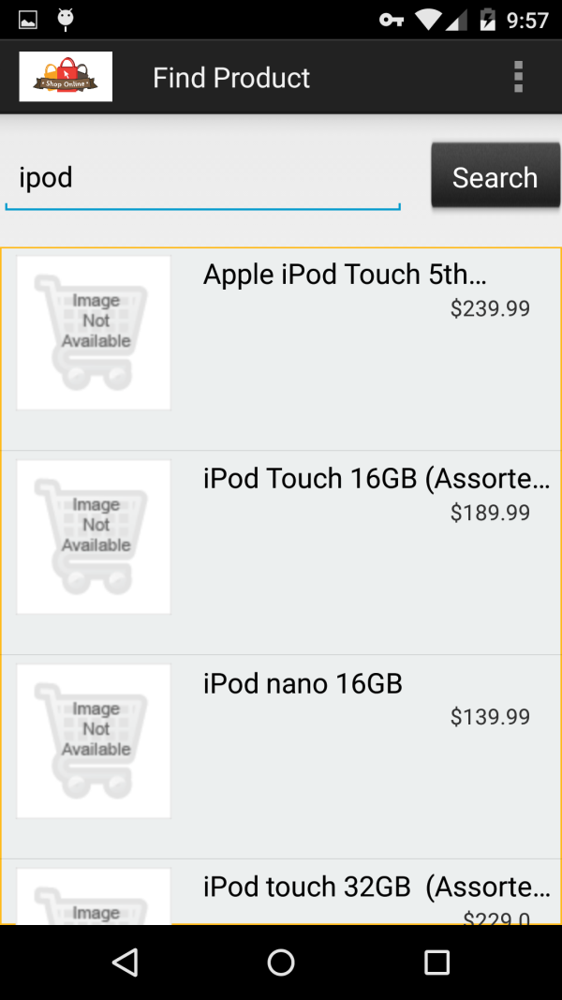 9:57
Shop Online
Find Product
ipod
Search
Image
Not
Available
Apple iPod Touch 5th…
$239.99
Image
Not
Available
iPod Touch 16GB (Assorte…
$189.99
Image
Not
Available
iPod nano 16GB
$139.99
Image
iPod touch 32GB  (Assorte…
$229.0